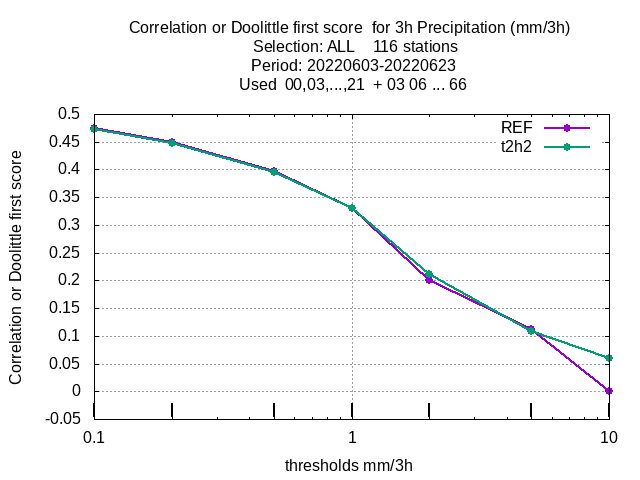 Correlation or Doolittle first score  for 3h Precipitation (mm/3h)
Selection: ALL    116 stations
Period: 20220603-20220623
Used  00,03,...,21  + 03 06 ... 66
REF
t2h2
Correlation or Doolittle first score
0.5
0.45
0.4
0.35
0.3
0.25
0.2
0.15
0.1
0.05
0
-0.05
0.1
1
10
thresholds mm/3h